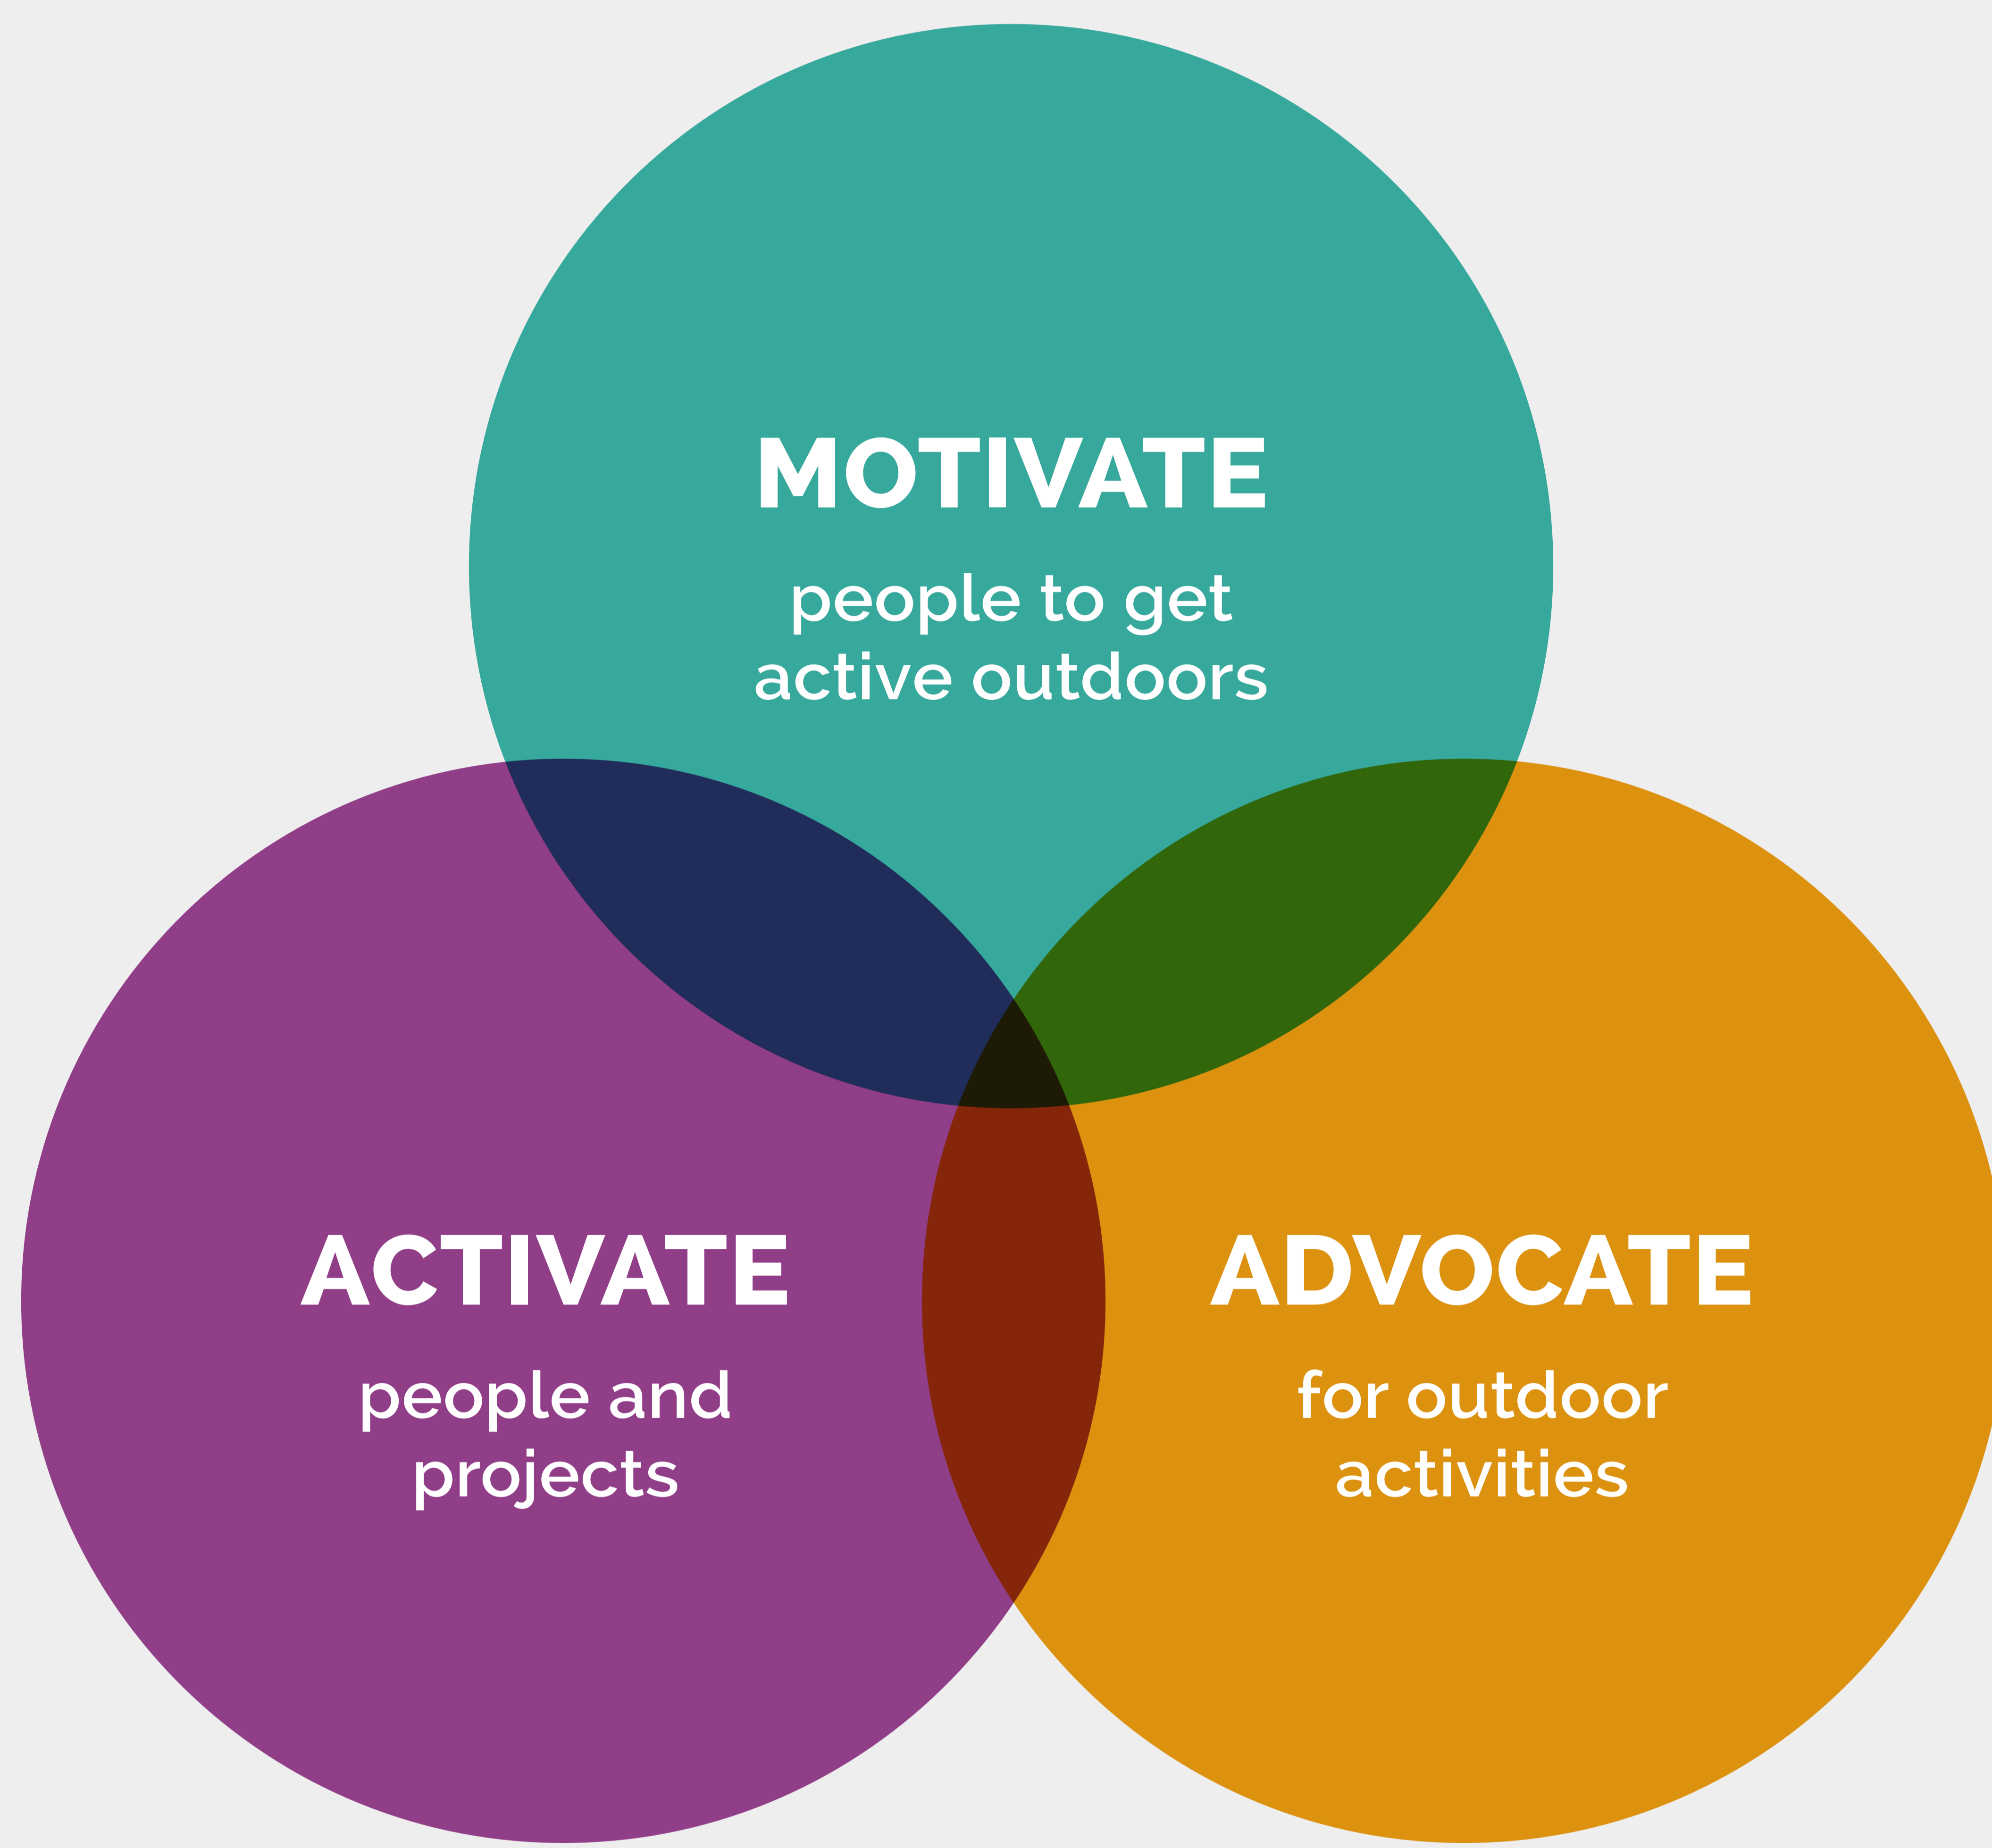 MOTIVATE
people to get
active outdoors
ACTIVATE
people and
projects
ADVOCATE
for outdoor
activities